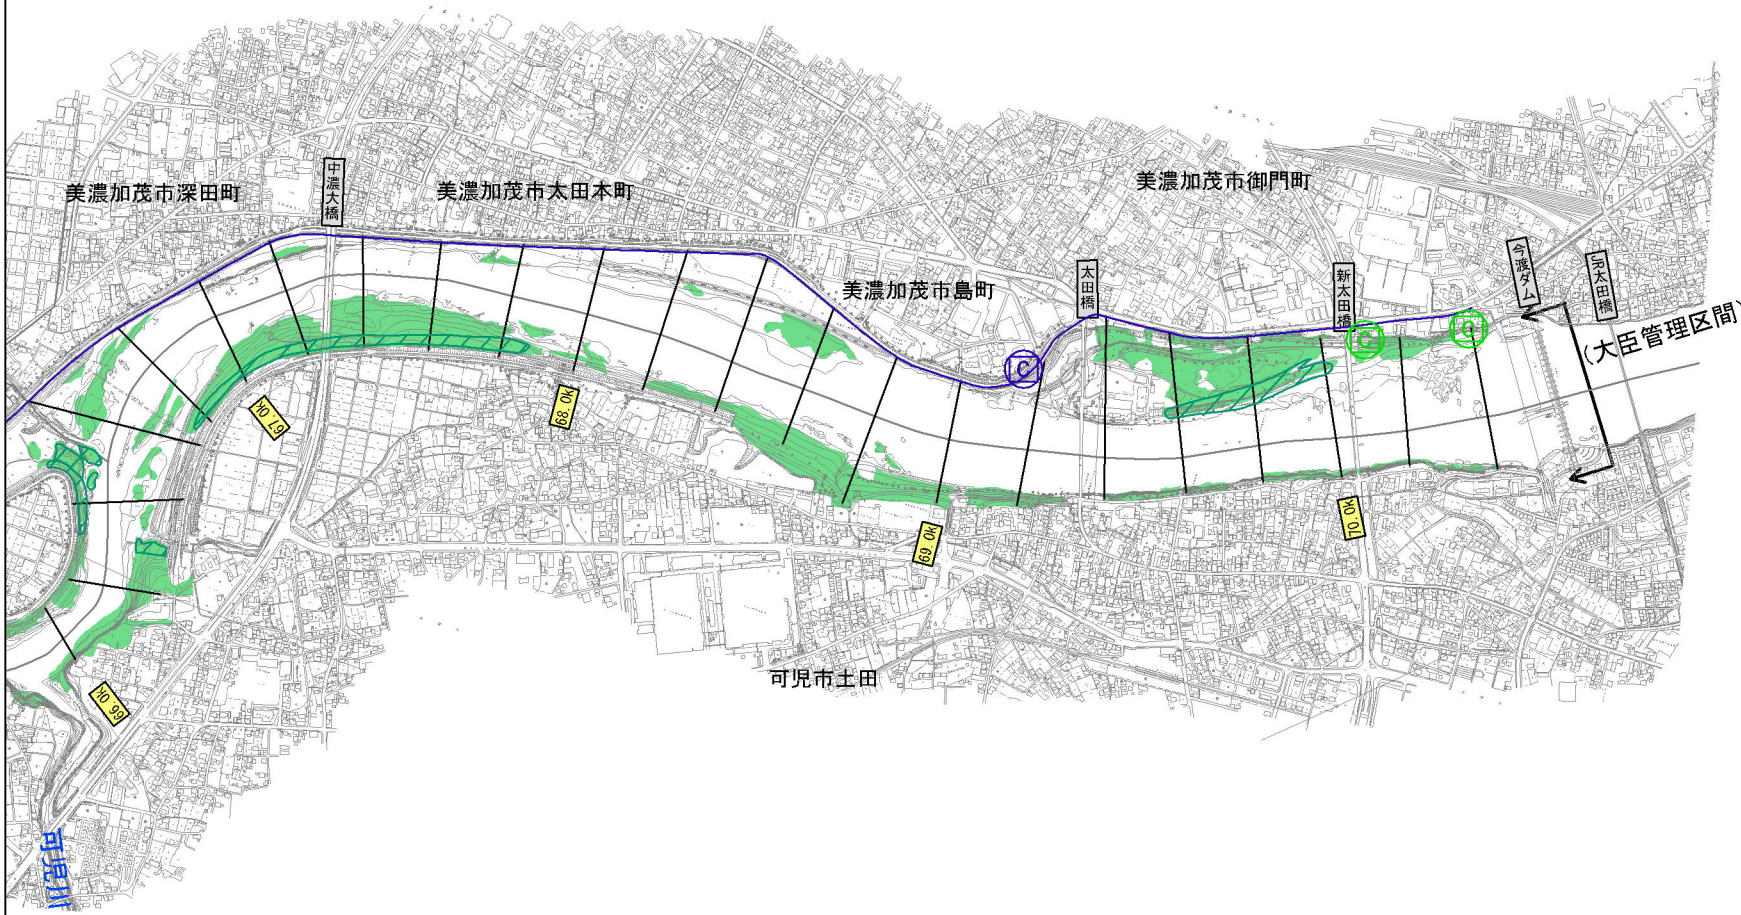 美濃加茂市深田町
中濃大橋
美濃加茂市太田本町
美濃加茂市御門町
美濃加茂市島町
太田橋
新太田橋
今渡ダム
JR太田橋
(大臣管理区間)
C
C
C
67.0K
68.0K
69.0K
70.0K
66.0K
可児市土田
可児川